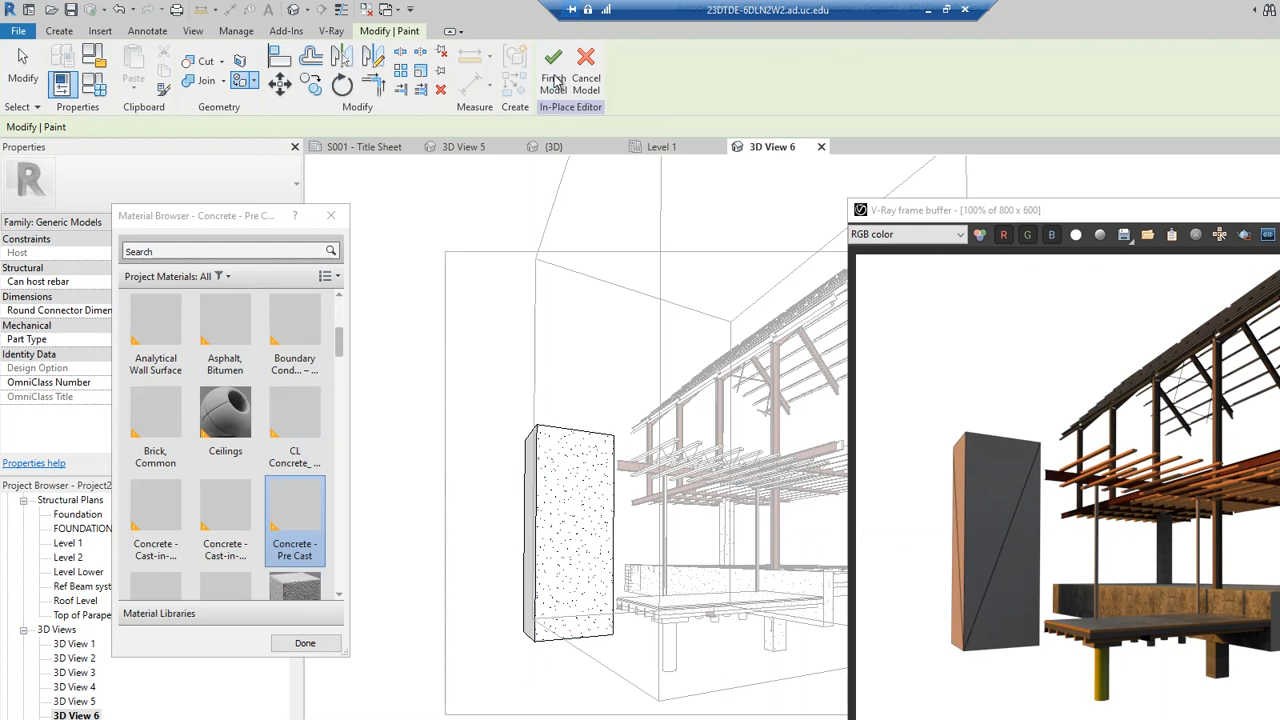 23DTDE-6DLN2W2.ad.uc.edu
File Create Insert Annotate View Manage Add-Ins V-Ray Modify | Paint
Modify
Paste
Cut
Join
Finish
Model
Cancel
Model
Select Properties Clipboard Geometry Modify Measure Create In-Place Editor
Modify | Paint
Properties
S001 - Title Sheet
3D View 5
{3D}
Level 1
3D View 6
Family: Generic Models
Constraints
Host
Structural
Can host rebar
Dimensions
Round Connector Dimen
Mechanical
Part Type
Identity Data
Design Option
OmniClass Number
OmniClass Title
Properties help
Project Browser - Project2
Structural Plans
Foundation
FOUNDATION
Level 1
Level 2
Level Lower
Ref Beam syste
Roof Level
Top of Parape
3D Views
3D View 1
3D View 2
3D View 3
3D View 4
3D View 5
3D View 6
Material Browser - Concrete - Pre C...
?
Search
Project Materials: All
Analytical
Wall Surface
Asphalt,
Bitumen
Boundary
Cond... – ...
Brick,
Common
Ceilings
CL
Concrete_ ...
Concrete -
Cast-in-...
Concrete -
Cast-in-...
Concrete -
Pre Cast
Material Libraries
Done
V-Ray frame buffer - [100% of 800 x 600]
RGB color
R G B